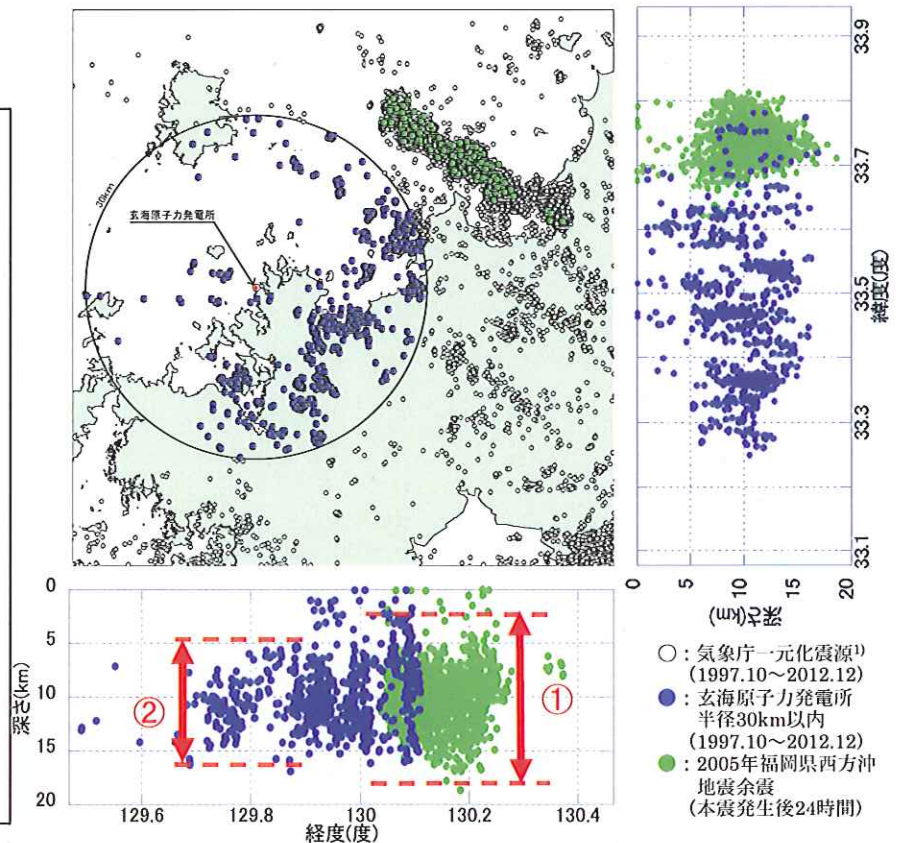 30km
玄海原子力発電所
33.9
33.7
33.5
33.3
33.1
緯度(度)
0
5
10
15
20
深さ(km)
0
5
10
15
20
深さ(km)
①
②
129.6
129.8
130
130.2
130.4
経度(度)
○：気象庁一元化震源1)
(1997.10～2012.12)
●：玄海原子力発電所
半径30km以内
(1997.10～2012.12)
●：2005年福岡県西方沖
地震余震
(本震発生後24時間)